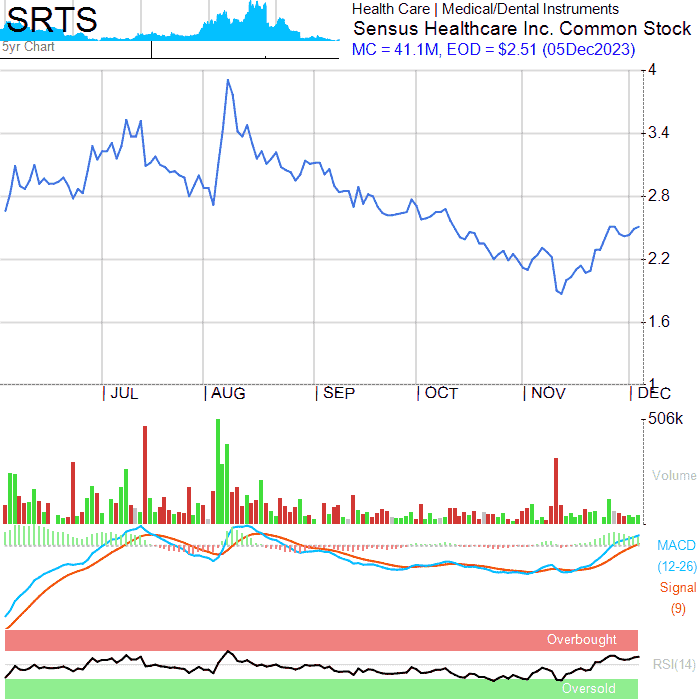 SRTS
5yr Chart
Health Care | Medical/Dental Instruments
Sensus Healthcare Inc. Common Stock
MC = 41.1M, EOD = $2.51 (05Dec2023)
4
3.4
2.8
2.2
1.6
1
JUL AUG SEP OCT NOV DEC
506k
Volume
MACD
(12-26)
Signal
(9)
Overbought
RSI(14)
Oversold